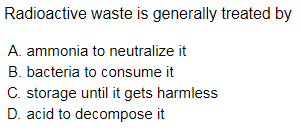 Radioactive waste is generally treated by
A. ammonia to neutralize it
B. bacteria to consume it
C. storage until it gets harmless
D. acid to decompose it